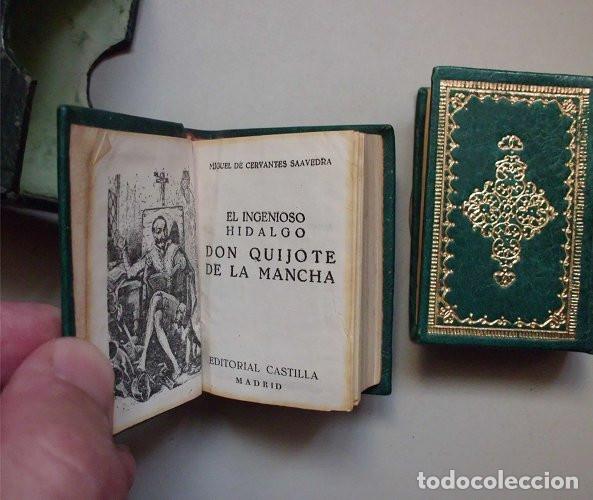 MIGUEL DE CERVANTES SAAVEDRA
EL INGENIOSO
HIDALGO
DON QUIJOTE
DE LA MANCHA
EDITORIAL CASTILLA
MADRID
todocoleccion